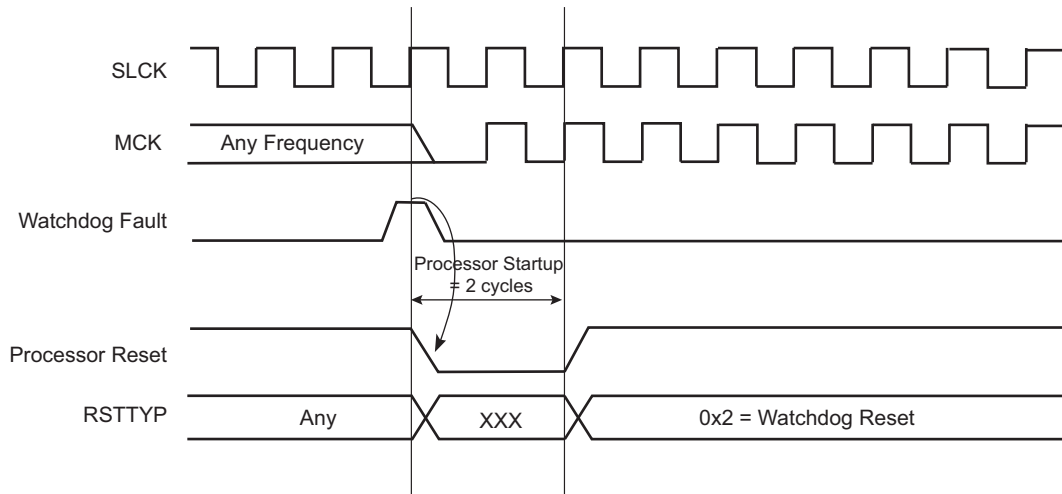 SLCK
MCK
Any Frequency
Watchdog Fault
Processor Startup
= 2 cycles
Processor Reset
RSTTYP
Any
XXX
0x2 = Watchdog Reset